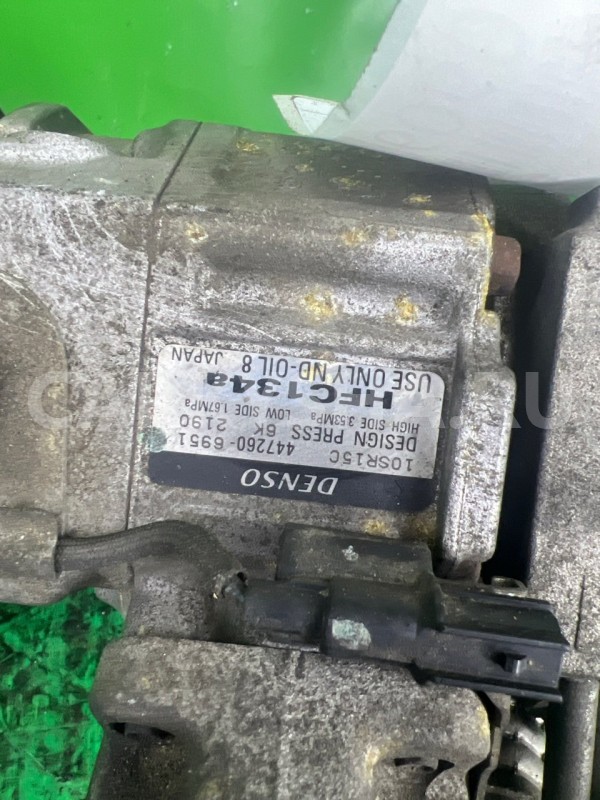 DENSO
10SR15C
447260-6951
DESIGN PRESS 6K 2190
HIGH SIDE 3.53MPa LOW SIDE 1.67MPa
HFC134a
USE ONLY ND-OIL 8
JAPAN